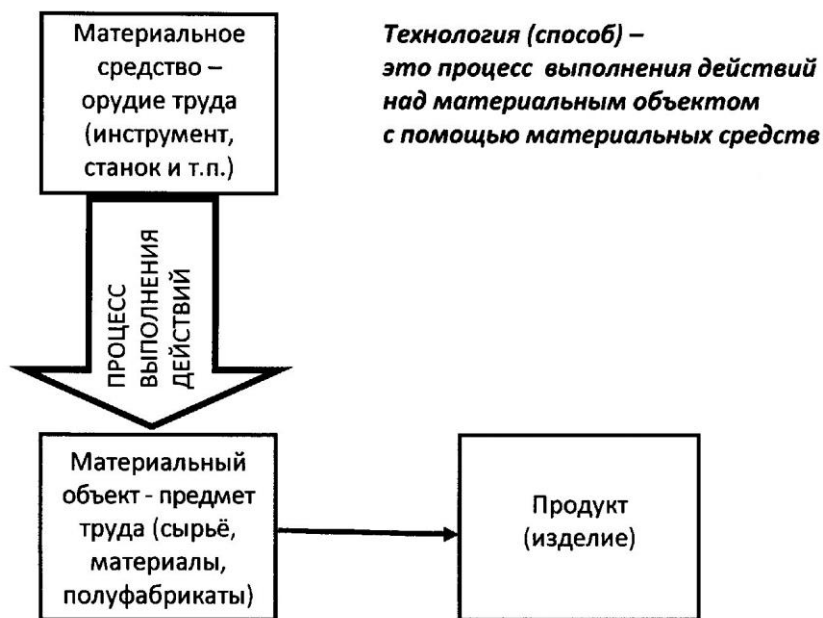 Материальное
средство –
орудие труда
(инструмент,
станок и т.п.)
Технология (способ) –
это процесс выполнения действий
над материальным объектом
с помощью материальных средств
ПРОЦЕСС
ВЫПОЛНЕНИЯ
ДЕЙСТВИЙ
Материальный
объект - предмет
труда (сырьё,
материалы,
полуфабрикаты)
Продукт
(изделие)